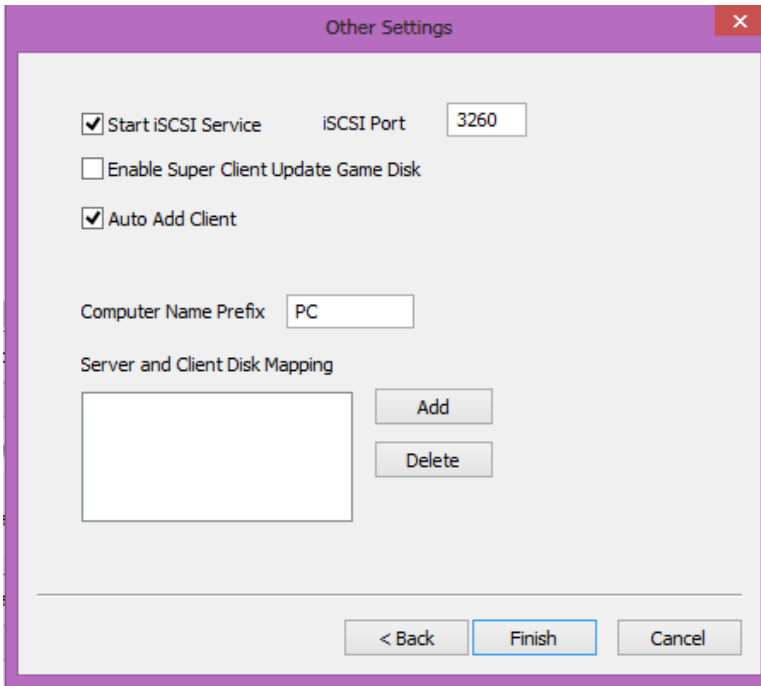 Other Settings
Start iSCSI Service iSCSI Port 3260
Enable Super Client Update Game Disk
Auto Add Client
Computer Name Prefix PC
Server and Client Disk Mapping
Add
Delete
< Back Finish Cancel